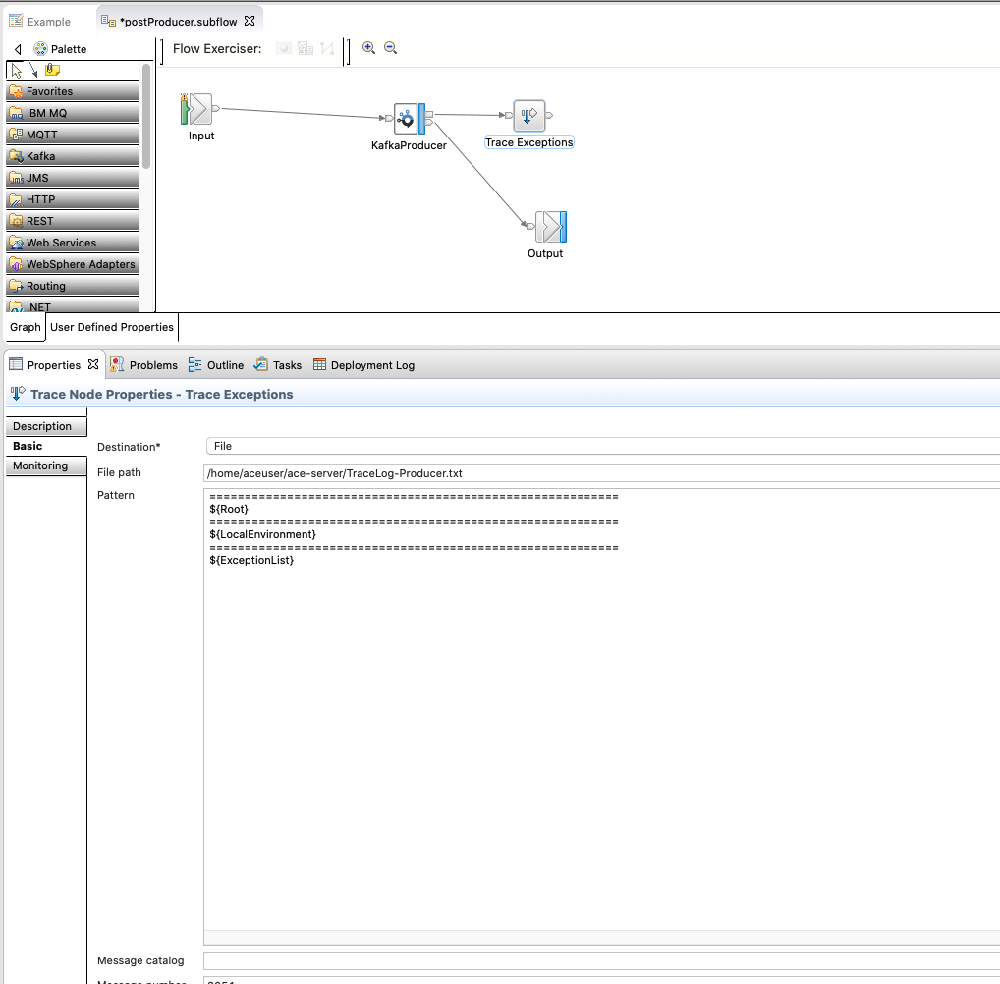 Example
*postProducer.subflow
Palette
Flow Exerciser:
Favorites
IBM MQ
MQTT
Kafka
JMS
HTTP
REST
Web Services
WebSphere Adapters
Routing
.NET
Input
KafkaProducer
Trace Exceptions
Output
Graph
User Defined Properties
Properties
Problems
Outline
Tasks
Deployment Log
Trace Node Properties - Trace Exceptions
Description
Basic
Monitoring
Destination*
File
File path
/home/aceuser/ace-server/TraceLog-Producer.txt
Pattern
==========================================================
${Root}
==========================================================
${LocalEnvironment}
==========================================================
${ExceptionList}
Message catalog
Message number